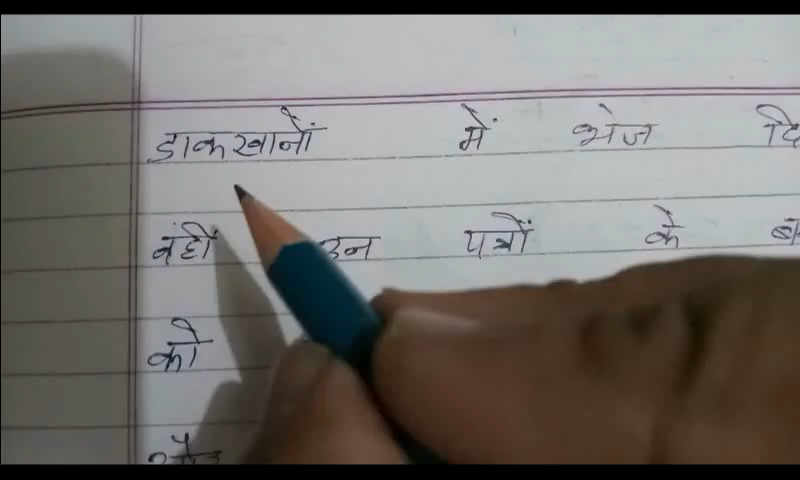 डाकखानों में भेज
वहीं उन पत्रों के
को